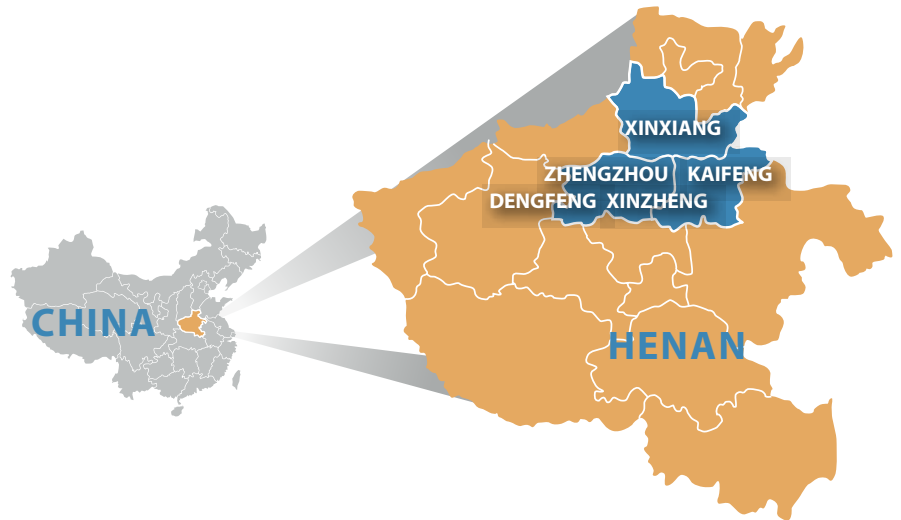 XINXIANG
ZHENGZHOU KAIFENG
DENGFENG XINZHENG
CHINA
HENAN